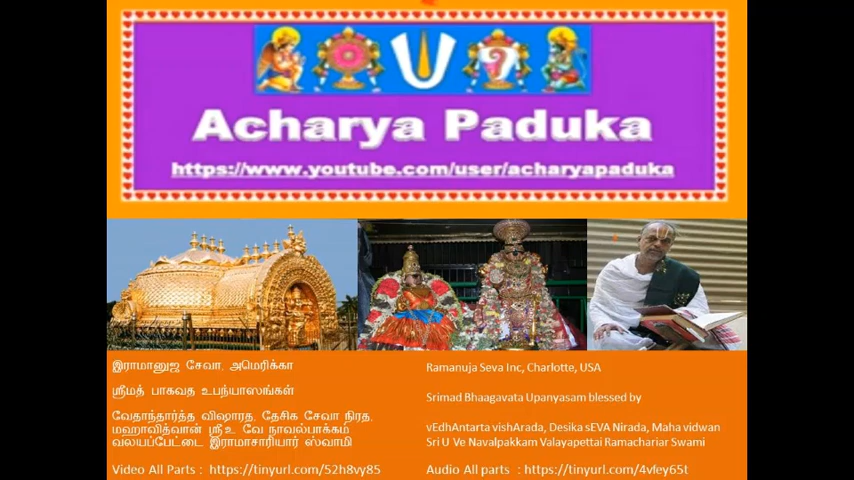 Acharya Paduka
https://www.youtube.com/user/acharyapaduka
இராமானுஜ சேவா, அமெரிக்கா
ஸ்ரீமத் பாகவத உபந்யாஸங்கள்
வேதாந்தார்த்த விஷாரத, தேசிக சேவா நிரத,
மஹாவித்வான் ஸ்ரீ உ வே நாவல்பாக்கம்
வலயப்பேட்டை இராமாசாரியார் ஸ்வாமி
Video All Parts : https://tinyurl.com/52h8vy85
Ramanuja Seva Inc, Charlotte, USA
Srimad Bhaagavata Upanyasam blessed by
vEdhAntarta vishArada, Desika sEVA Nirada, Maha vidwan
Sri U Ve Navalpakkam Valayapettai Ramachariar Swami
Audio All parts : https://tinyurl.com/4vfey65t